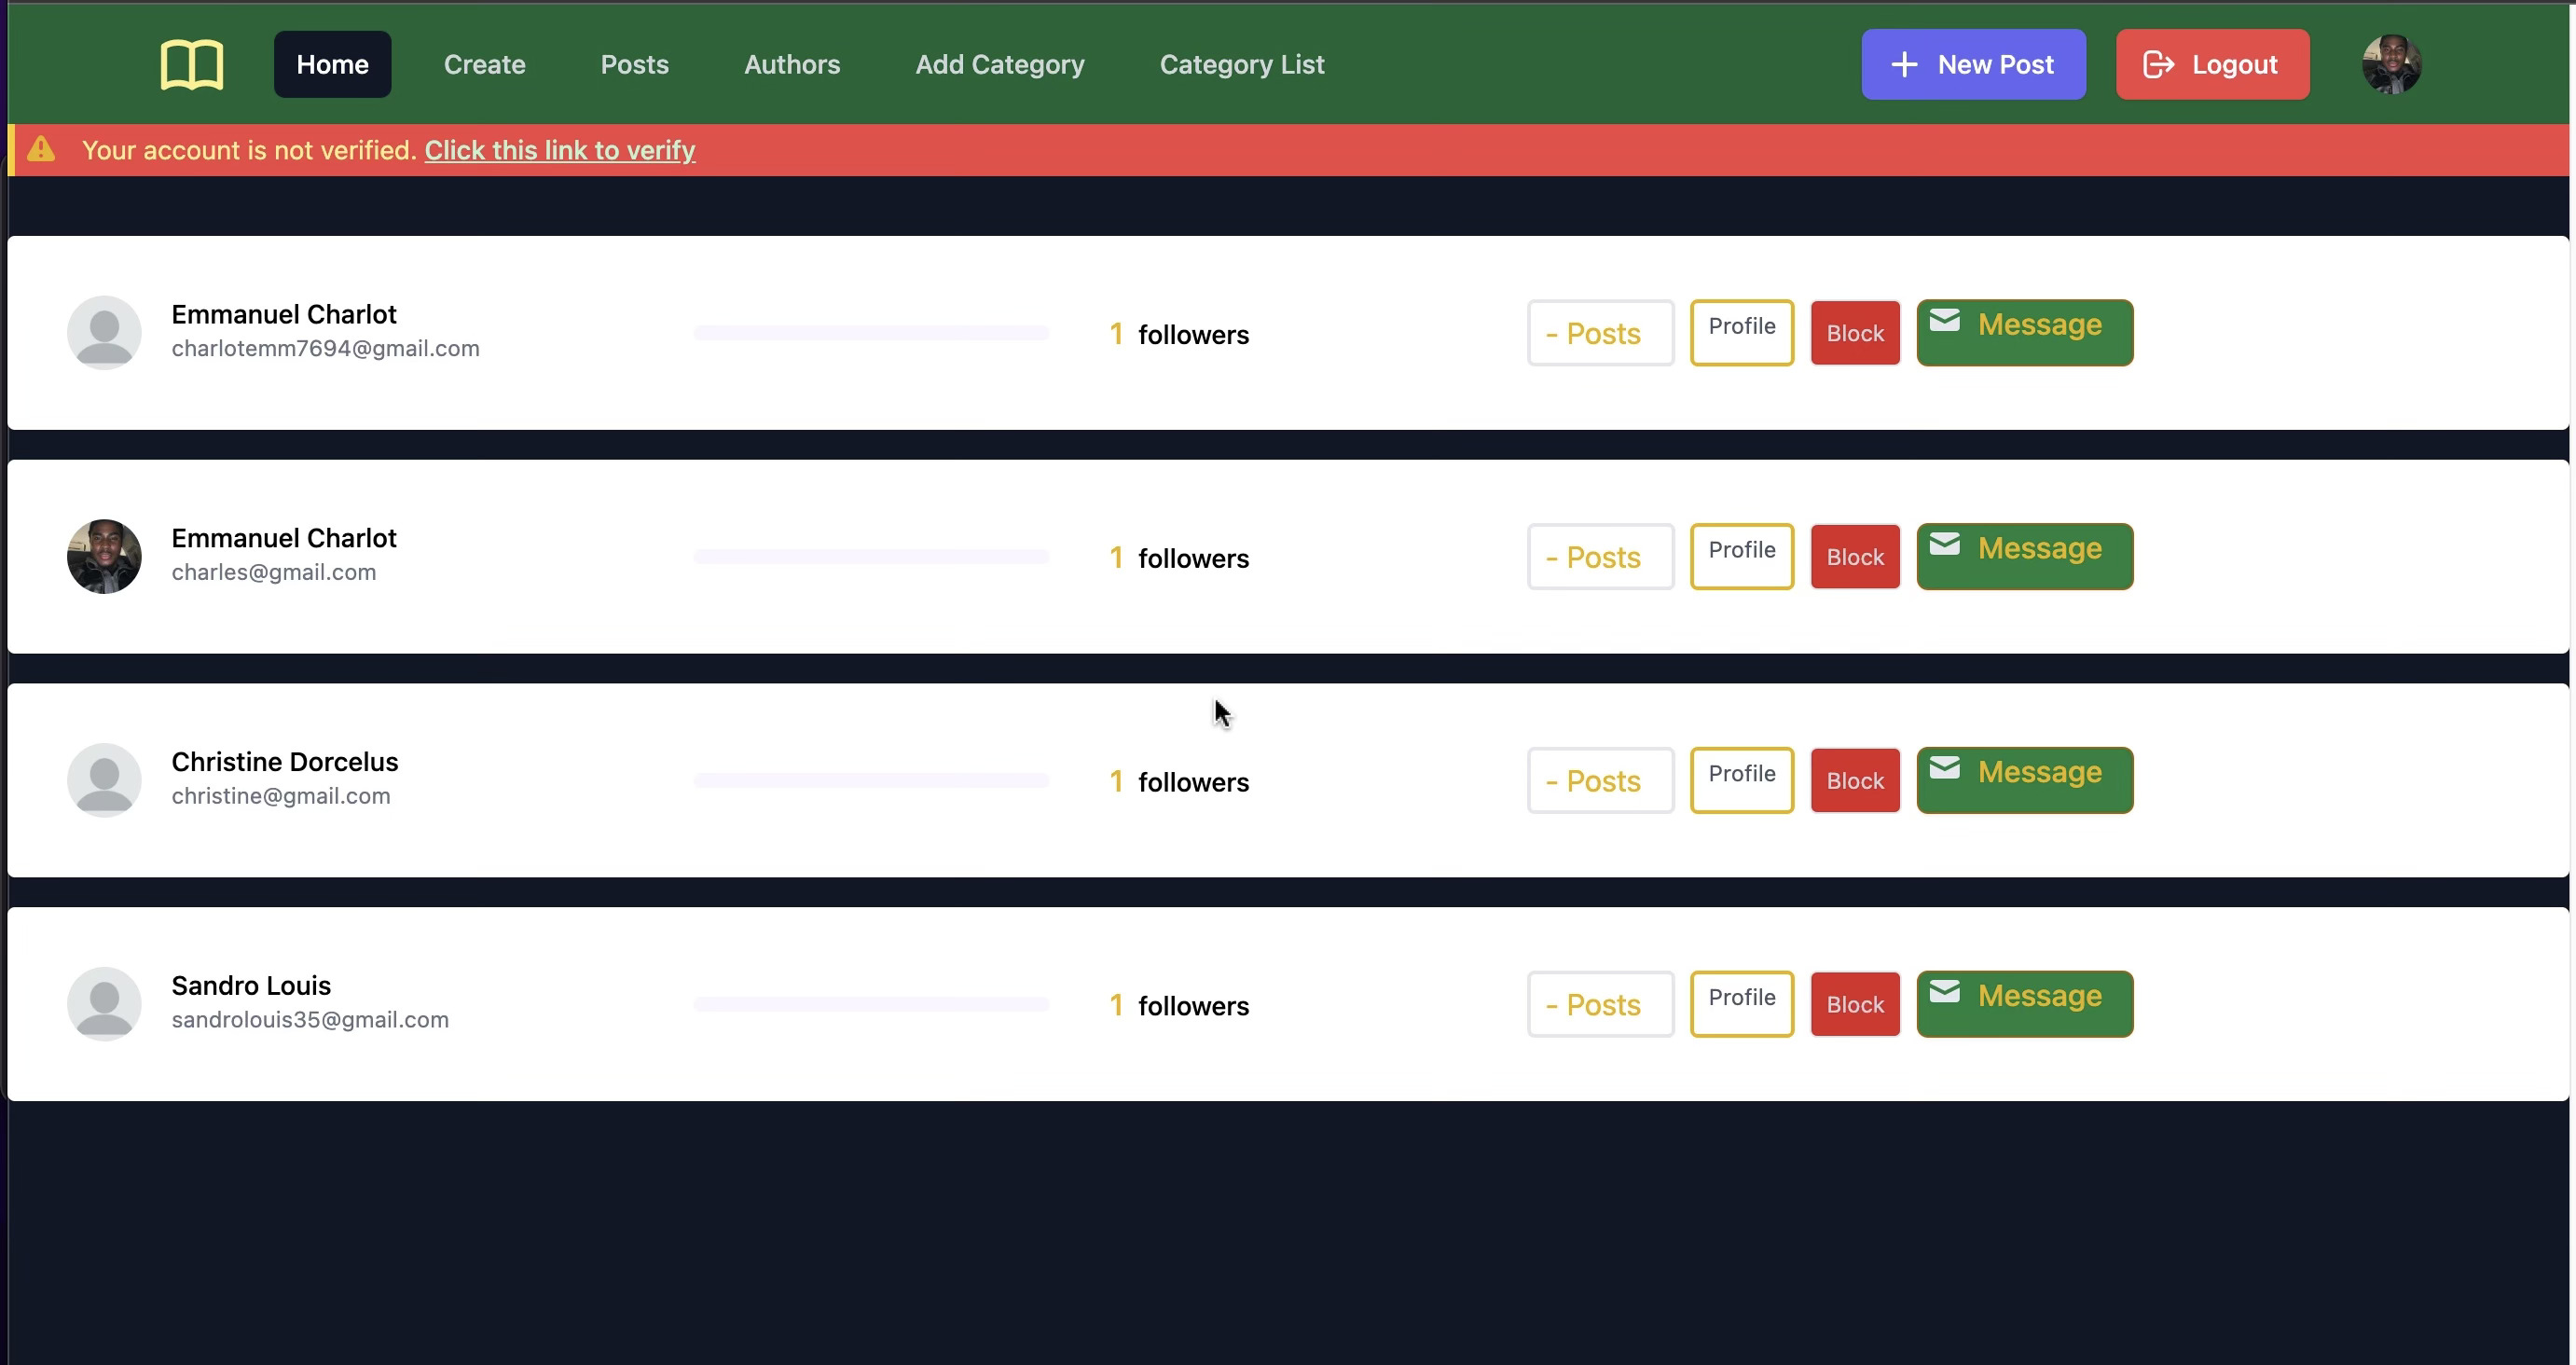 Home Create Posts Authors Add Category Category List New Post Logout
Your account is not verified. Click this link to verify
Emmanuel Charlot
charlotemm7694@gmail.com
1 followers - Posts Profile Block Message
Emmanuel Charlot
charles@gmail.com
1 followers - Posts Profile Block Message
Christine Dorcelus
christine@gmail.com
1 followers - Posts Profile Block Message
Sandro Louis
sandrolouis35@gmail.com
1 followers - Posts Profile Block Message